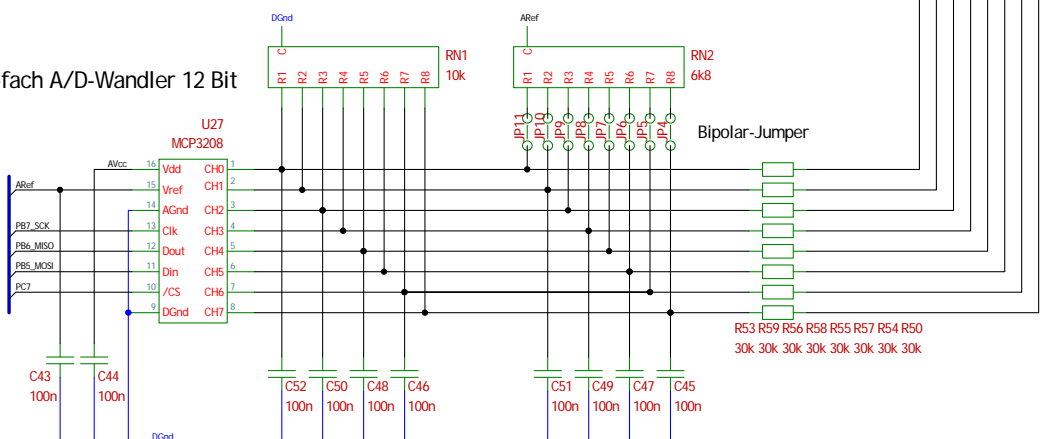 DGnd
ARef
RN1
10k
C
R1 R2 R3 R4 R5 R6 R7 R8
RN2
6k8
C
R1 R2 R3 R4 R5 R6 R7 R8
fach A/D-Wandler 12 Bit
JP11 JP10 JP9 JP8 JP7 JP6 JP5 JP4
Bipolar-Jumper
U27
MCP3208
AVcc 16 Vdd CH0 1
ARef 15 Vref CH1 2
14 AGnd CH2 3
PB7_SCK 13 Clk CH3 4
PB6_MISO 12 Dout CH4 5
PB5_MOSI 11 Din CH5 6
PC7 10 /CS CH6 7
9 DGnd CH7 8
R53 R59 R56 R58 R55 R57 R54 R50
30k 30k 30k 30k 30k 30k 30k 30k
C43 C44 C52 C50 C48 C46 C51 C49 C47 C45
100n 100n 100n 100n 100n 100n 100n 100n 100n 100n
DGnd